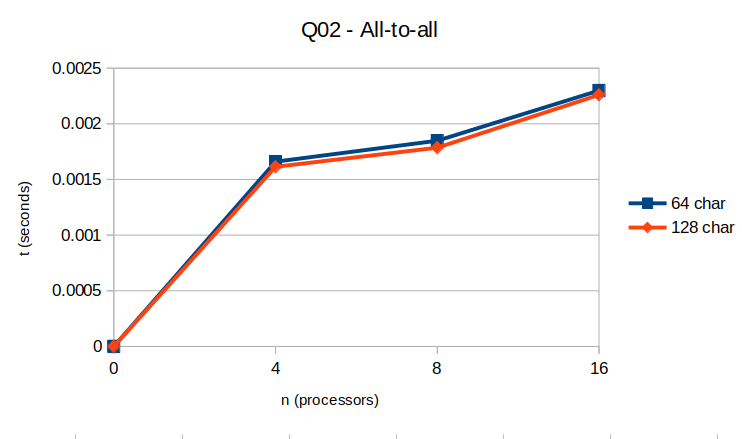 Q02 - All-to-all
0.0025
0.002
0.0015
0.001
0.0005
0
t (seconds)
0 4 8 16
n (processors)
64 char
128 char